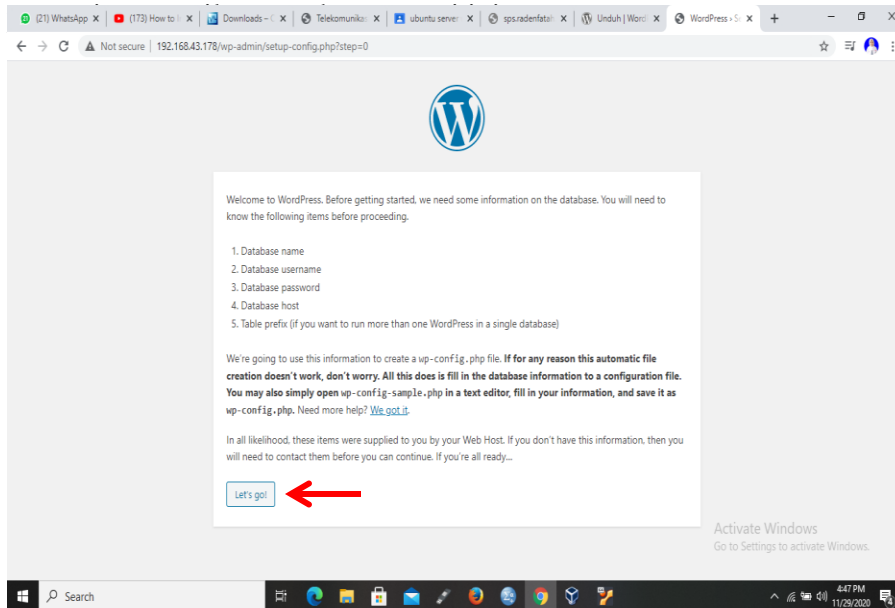 (21) WhatsApp
(173) How to
Downloads –
Telekomunika
ubuntu server
sps.radenfatah
Unduh | Word
WordPress › Se
Not secure | 192.168.43.178/wp-admin/setup-config.php?step=0
Welcome to WordPress. Before getting started, we need some information on the database. You will need to
know the following items before proceeding.
1. Database name
2. Database username
3. Database password
4. Database host
5. Table prefix (if you want to run more than one WordPress in a single database)
We're going to use this information to create a wp-config.php file. If for any reason this automatic file
creation doesn't work, don't worry. All this does is fill in the database information to a configuration file.
You may also simply open wp-config-sample.php in a text editor, fill in your information, and save it as
wp-config.php. Need more help? We got it.
In all likelihood, these items were supplied to you by your Web Host. If you don't have this information, then you
will need to contact them before you can continue. If you're all ready...
Let's go!
Activate Windows
Go to Settings to activate Windows.
Search
4:47 PM
11/29/2020